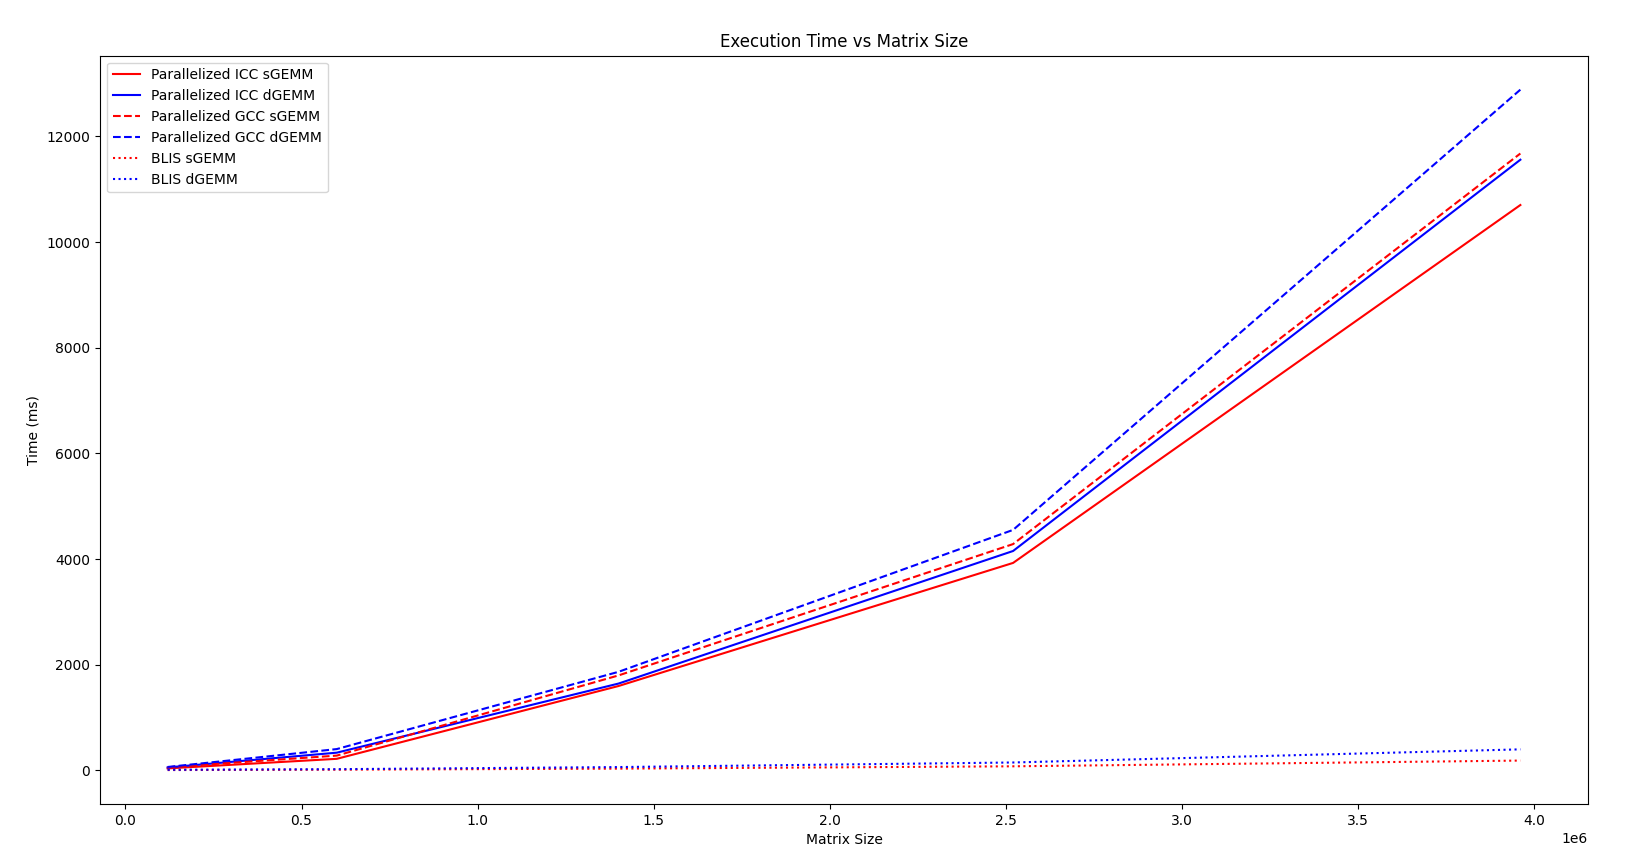 Execution Time vs Matrix Size
Parallelized ICC sGEMM
Parallelized ICC dGEMM
Parallelized GCC sGEMM
Parallelized GCC dGEMM
BLIS sGEMM
BLIS dGEMM
Time (ms)
12000
10000
8000
6000
4000
2000
0
0.0 0.5 1.0 1.5 2.0 2.5 3.0 3.5 4.0
Matrix Size
1e6